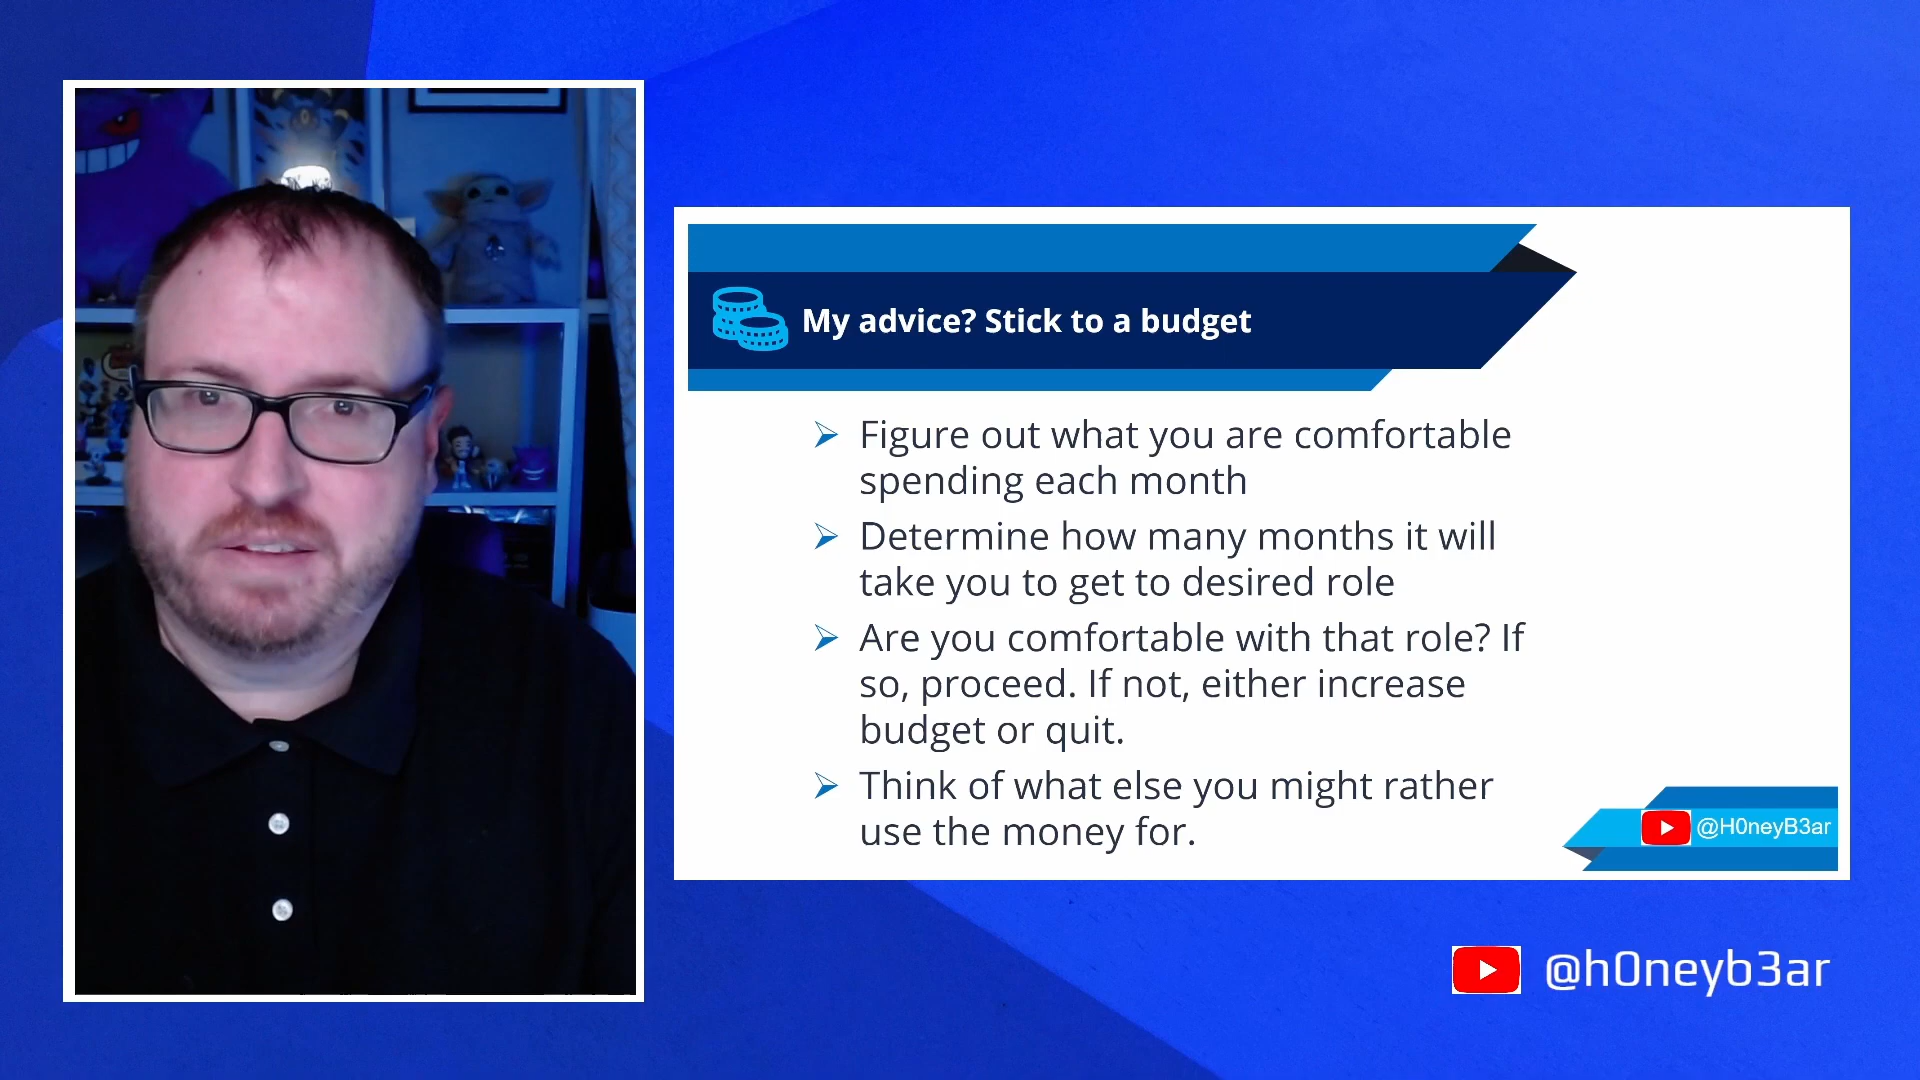 My advice? Stick to a budget
Figure out what you are comfortable
spending each month
Determine how many months it will
take you to get to desired role
Are you comfortable with that role? If
so, proceed. If not, either increase
budget or quit.
Think of what else you might rather
use the money for.
@H0neyB3ar
@h0neyb3ar